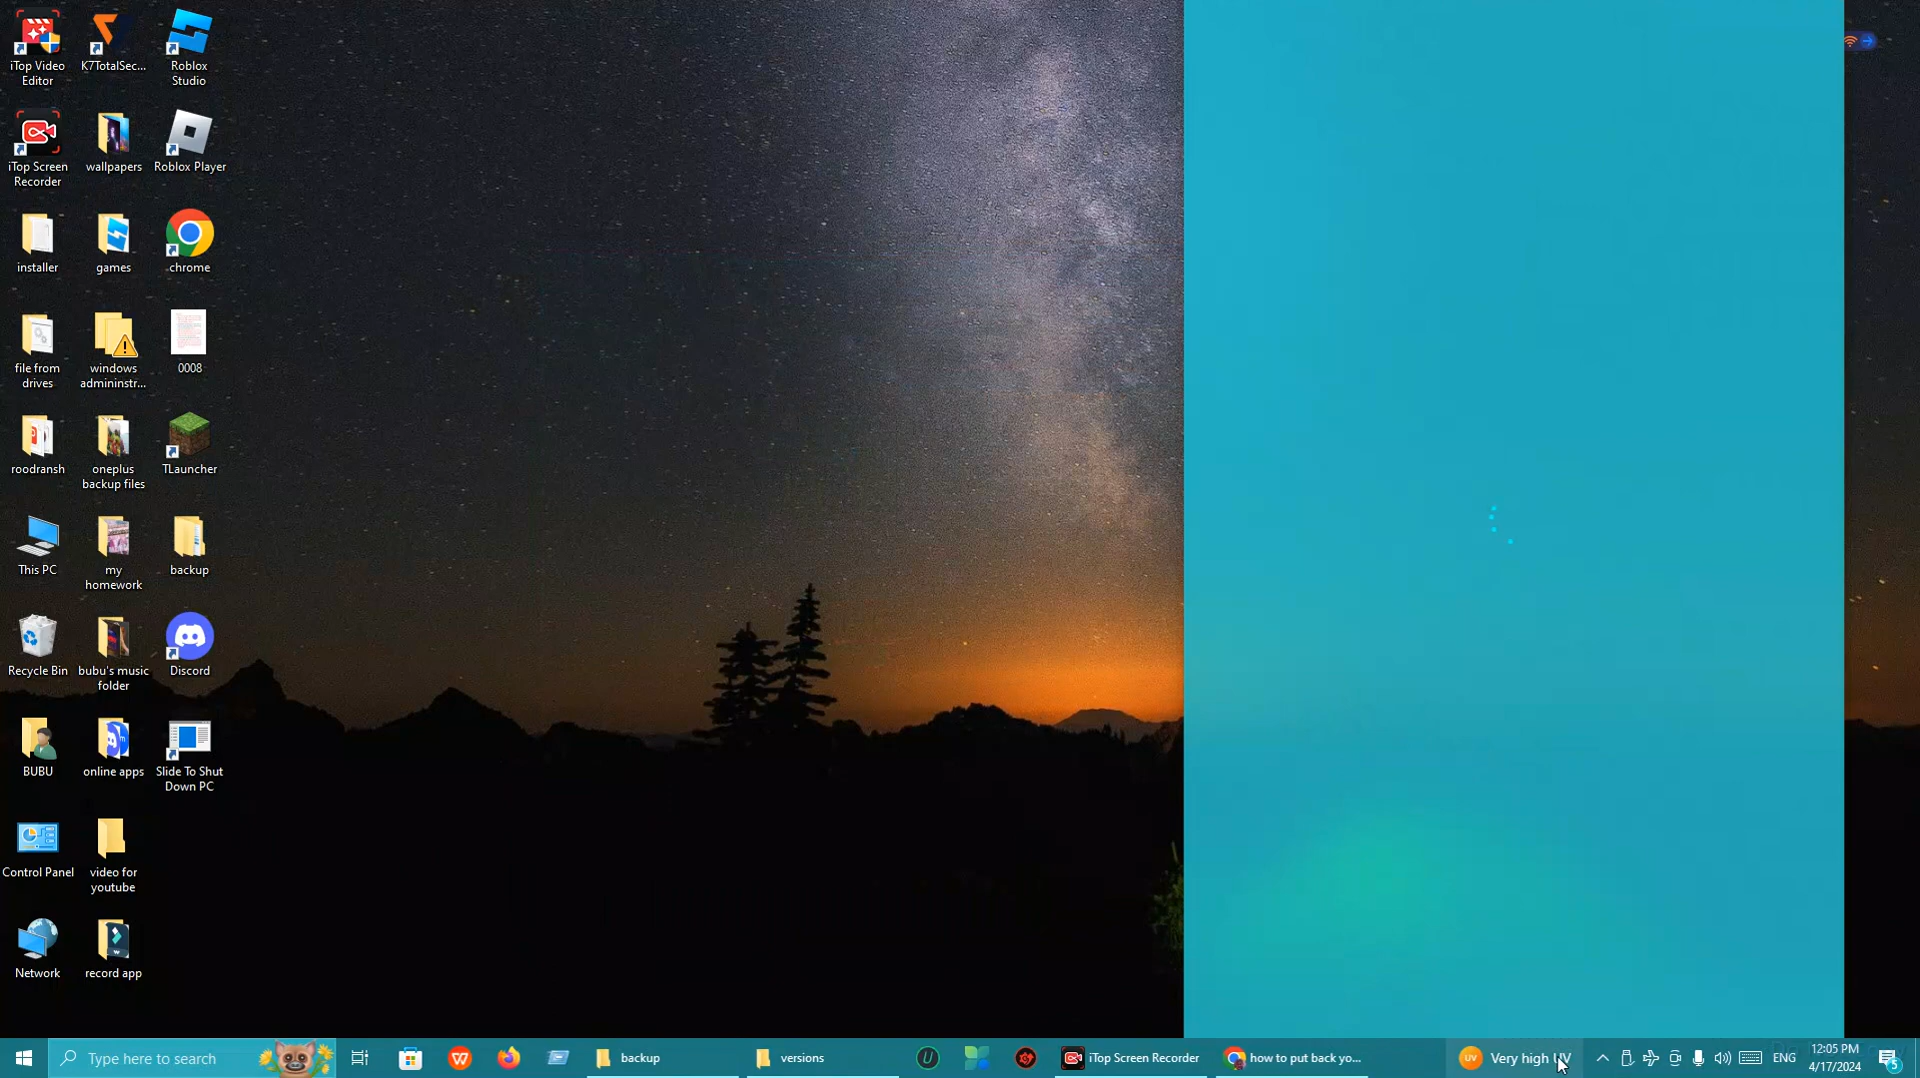 iTop Video
Editor
K7TotalSec...
Roblox
Studio
iTop Screen
Recorder
wallpapers
Roblox Player
installer
games
chrome
file from
drives
windows
admininstr...
0008
roodransh
oneplus
backup files
TLauncher
This PC
my
homework
backup
Recycle Bin
bubu's music
folder
Discord
BUBU
online apps
Slide To Shut
Down PC
Control Panel
video for
youtube
Network
record app
Type here to search
backup
versions
iTop Screen Recorder
how to put back yo...
UV
Very high UV
ENG
12:05 PM
4/17/2024
5